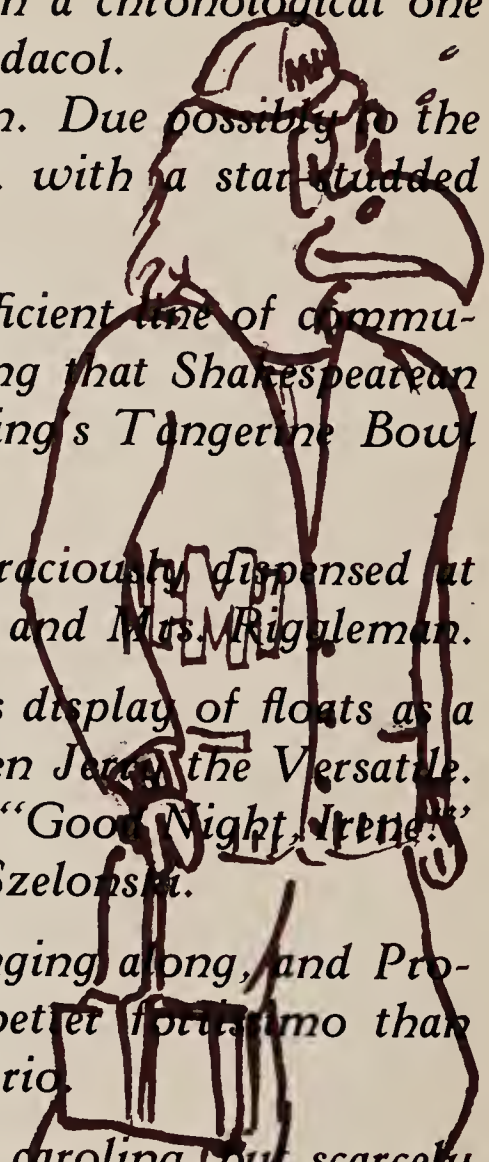 n a chronological one
dacol.
n. Due possibly to the
. with a star-studded
ficient line of commu-
ng that Shakespearean
ing's Tangerine Bowl
raciously dispensed at
and Mrs. Riggleman.
s display of floats as a
en Jerry the Versatile.
"Good Night, Irene!"
Szelonski.
ging along, and Pro-
better fortissimo than
rio.
caroling, but scarcely